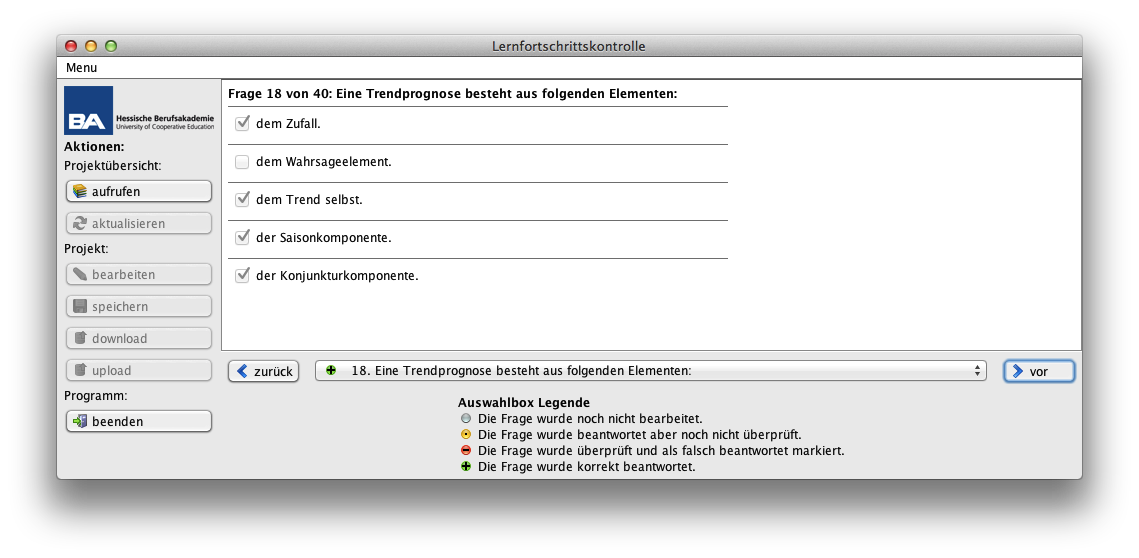 Lernfortschrittskontrolle
Menu
BA Hessische Berufsakademie
University of Cooperative Education
Aktionen:
Projektübersicht:
aufrufen
aktualisieren
Projekt:
bearbeiten
speichern
download
upload
Programm:
beenden
Frage 18 von 40: Eine Trendprognose besteht aus folgenden Elementen:
dem Zufall.
dem Wahrsageelement.
dem Trend selbst.
der Saisonkomponente.
der Konjunkturkomponente.
zurück
18. Eine Trendprognose besteht aus folgenden Elementen:
vor
Auswahlbox Legende
Die Frage wurde noch nicht bearbeitet.
Die Frage wurde beantwortet aber noch nicht überprüft.
Die Frage wurde überprüft und als falsch beantwortet markiert.
Die Frage wurde korrekt beantwortet.